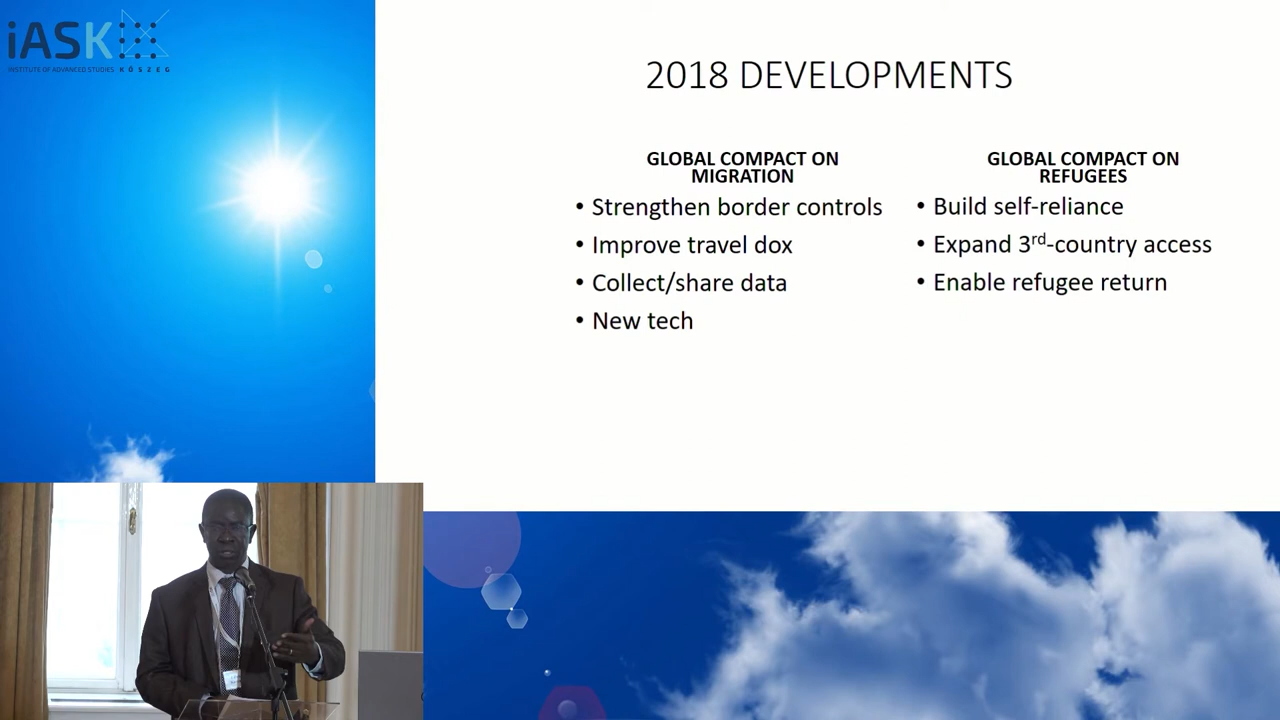 iASK
INSTITUTE OF ADVANCED STUDIES KŐSZEG
2018 DEVELOPMENTS
GLOBAL COMPACT ON
MIGRATION
• Strengthen border controls
• Improve travel dox
• Collect/share data
• New tech
GLOBAL COMPACT ON
REFUGEES
• Build self-reliance
• Expand 3rd-country access
• Enable refugee return